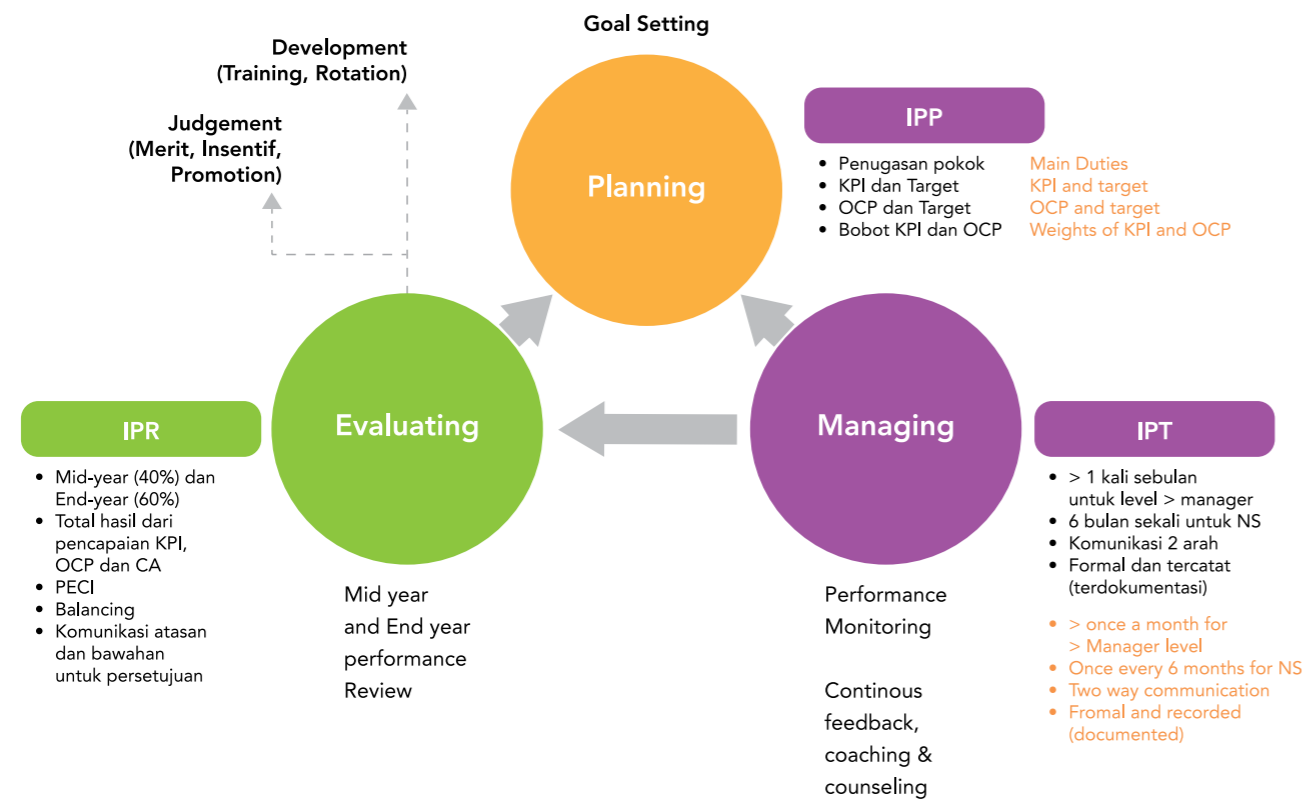 Goal Setting
Development
(Training, Rotation)
Judgement
(Merit, Insentif,
Promotion)
Planning
IPP
• Penugasan pokok Main Duties
• KPI dan Target KPI and target
• OCP dan Target OCP and target
• Bobot KPI dan OCP Weights of KPI and OCP
Evaluating
IPR
• Mid-year (40%) dan
End-year (60%)
• Total hasil dari
pencapaian KPI,
OCP dan CA
• PECI
• Balancing
• Komunikasi atasan
dan bawahan
untuk persetujuan
Mid year
and End year
performance
Review
Managing
Performance
Monitoring
Continous
feedback,
coaching &
counseling
IPT
• > 1 kali sebulan
untuk level > manager
• 6 bulan sekali untuk NS
• Komunikasi 2 arah
• Formal dan tercatat
(terdokumentasi)
• > once a month for
> Manager level
• Once every 6 months for NS
• Two way communication
• Fromal and recorded
(documented)